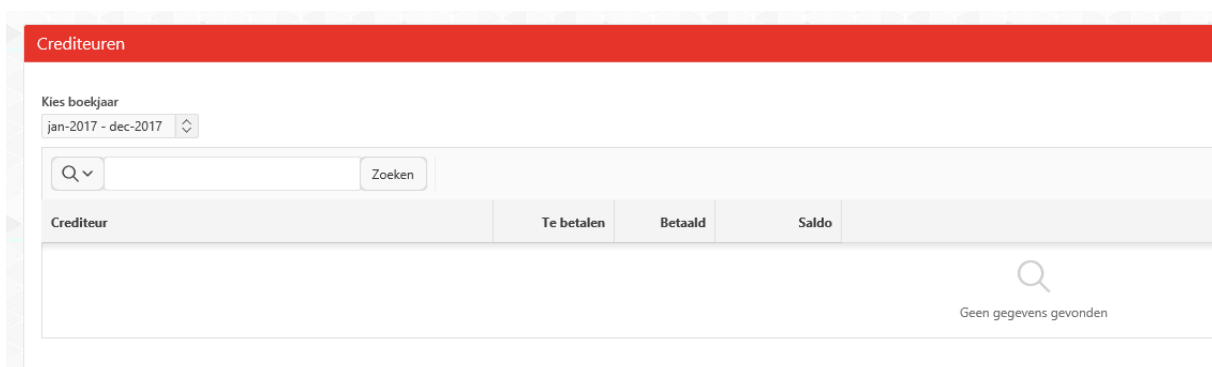 Crediteuren
Kies boekjaar
jan-2017 - dec-2017
Zoeken
Crediteur Te betalen Betaald Saldo
Geen gegevens gevonden